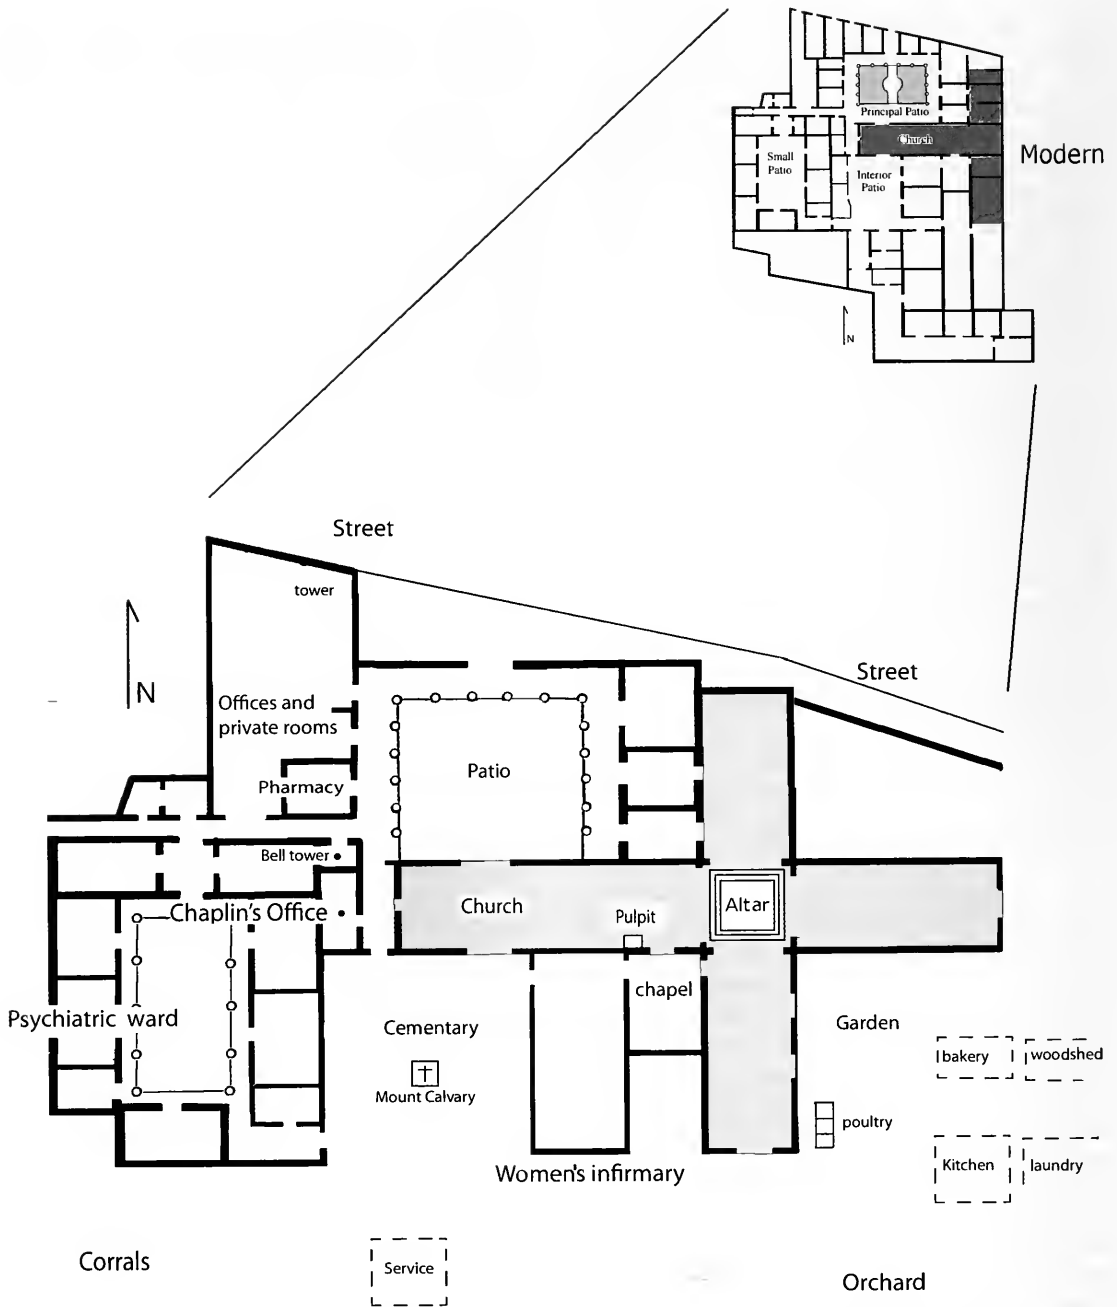 Principal Patio
Church
Modern
Small
Patio
Interior
Patio
N
Street
tower
Street
N
Offices and
private rooms
Patio
Pharmacy
Bell tower
Altar
Church
Chaplin's Office
Pulpit
chapel
Psychiatric ward
Cementary
Garden
bakery
woodshed
Mount Calvary
poultry
Kitchen
laundry
Women's infirmary
Corrals
Service
Orchard